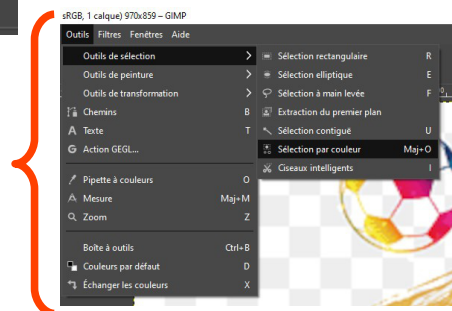 sRGB, 1 calque) 970x859 – GIMP
Outils Filtres Fenêtres Aide
Outils de sélection >
Outils de peinture >
Outils de transformation >
Chemins B
A Texte T
G Action GEGL...
Pipette à couleurs O
Mesure Maj+M
Zoom Z
Boîte à outils Ctrl+B
Couleurs par défaut D
Échanger les couleurs X
Sélection rectangulaire R
Sélection elliptique E
Sélection à main levée F
Extraction du premier plan
Sélection contiguë U
Sélection par couleur Maj+O
Ciseaux intelligents I